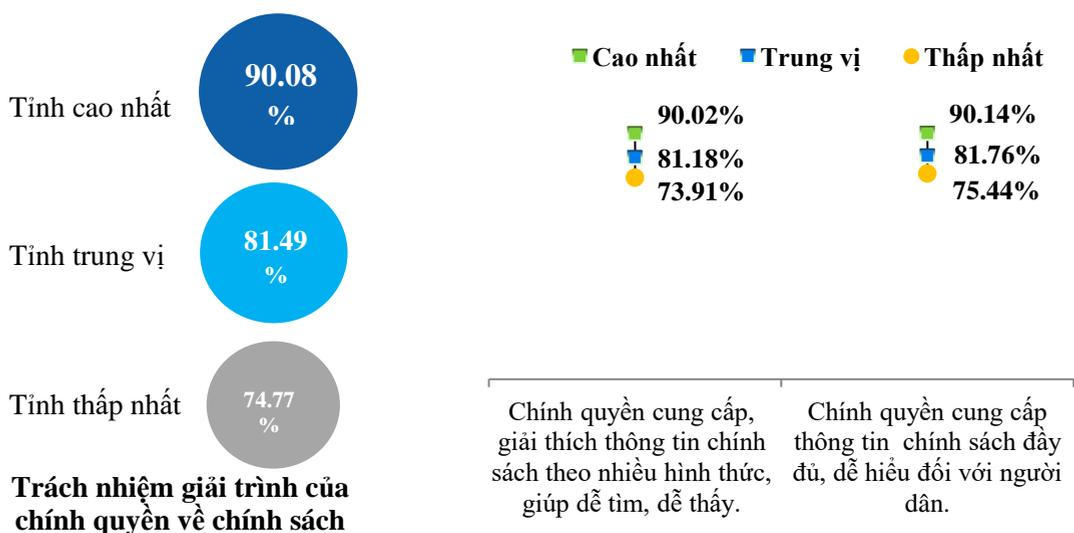 Tỉnh cao nhất
90.08
%
Tỉnh trung vị
81.49
%
Tỉnh thấp nhất
74.77
%
Trách nhiệm giải trình của
chính quyền về chính sách
Cao nhất Trung vị Thấp nhất
90.02%
81.18%
73.91%
90.14%
81.76%
75.44%
Chính quyền cung cấp,
giải thích thông tin chính
sách theo nhiều hình thức,
giúp dễ tìm, dễ thấy.
Chính quyền cung cấp
thông tin chính sách đầy
đủ, dễ hiểu đối với người
dân.